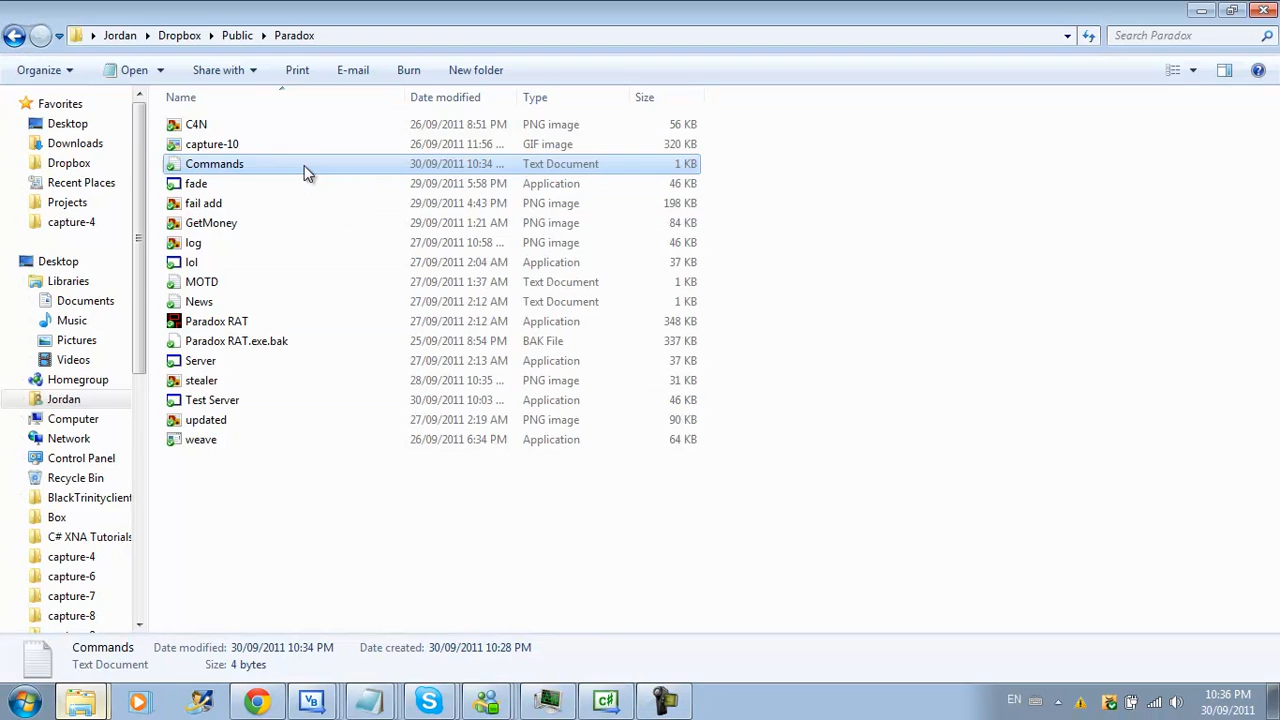 Jordan Dropbox Public Paradox Search Paradox
Organize Open Share with Print E-mail Burn New folder
Name Date modified Type Size
C4N 26/09/2011 8:51 PM PNG image 56 KB
capture-10 26/09/2011 11:56 ... GIF image 320 KB
Commands 30/09/2011 10:34 ... Text Document 1 KB
fade 29/09/2011 5:58 PM Application 46 KB
fail add 29/09/2011 4:43 PM PNG image 198 KB
GetMoney 29/09/2011 1:21 AM PNG image 84 KB
log 27/09/2011 10:58 ... PNG image 46 KB
lol 27/09/2011 2:04 AM Application 37 KB
MOTD 27/09/2011 1:37 AM Text Document 1 KB
News 27/09/2011 2:12 AM Text Document 1 KB
Paradox RAT 27/09/2011 2:12 AM Application 348 KB
Paradox RAT.exe.bak 25/09/2011 8:54 PM BAK File 337 KB
Server 27/09/2011 2:13 AM Application 37 KB
stealer 28/09/2011 10:35 ... PNG image 31 KB
Test Server 30/09/2011 10:03 ... Application 46 KB
updated 27/09/2011 2:19 AM PNG image 90 KB
weave 26/09/2011 6:34 PM Application 64 KB
Favorites
Desktop
Downloads
Dropbox
Recent Places
Projects
capture-4
Desktop
Libraries
Documents
Music
Pictures
Videos
Homegroup
Jordan
Computer
Network
Control Panel
Recycle Bin
BlackTrinityclient
Box
C# XNA Tutorials
capture-4
capture-6
capture-7
capture-8
Commands Date modified: 30/09/2011 10:34 PM Date created: 30/09/2011 10:28 PM
Text Document Size: 4 bytes
VB C# EN 10:36 PM
30/09/2011